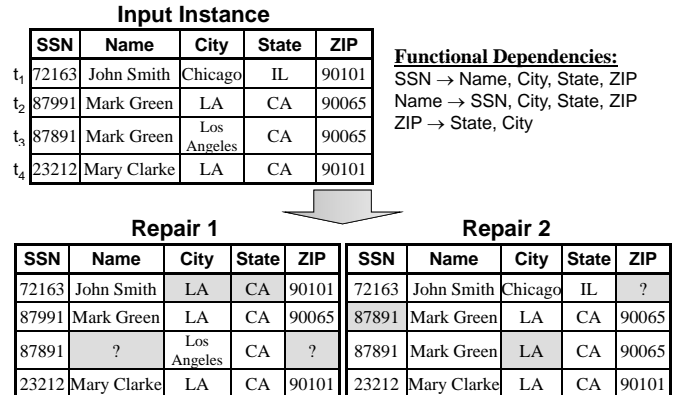 Input Instance
SSN Name City State ZIP
t1 72163 John Smith Chicago IL 90101
t2 87991 Mark Green LA CA 90065
t3 87891 Mark Green Los Angeles CA 90065
t4 23212 Mary Clarke LA CA 90101
Functional Dependencies:
SSN → Name, City, State, ZIP
Name → SSN, City, State, ZIP
ZIP → State, City
Repair 1
SSN Name City State ZIP
72163 John Smith LA CA 90101
87991 Mark Green LA CA 90065
87891 ? Los Angeles CA ?
23212 Mary Clarke LA CA 90101
Repair 2
SSN Name City State ZIP
72163 John Smith Chicago IL ?
87891 Mark Green LA CA 90065
87891 Mark Green LA CA 90065
23212 Mary Clarke LA CA 90101